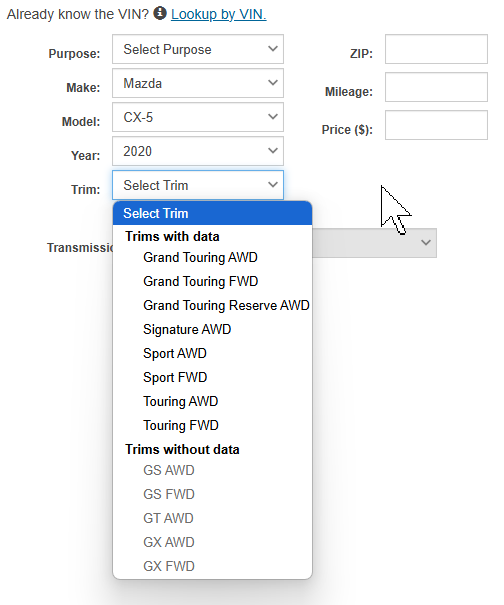 Already know the VIN? i Lookup by VIN.
Purpose: Select Purpose ZIP:
Make: Mazda Mileage:
Model: CX-5 Price ($):
Year: 2020
Trim: Select Trim
Select Trim
Trims with data
Transmissi
Grand Touring AWD
Grand Touring FWD
Grand Touring Reserve AWD
Signature AWD
Sport AWD
Sport FWD
Touring AWD
Touring FWD
Trims without data
GS AWD
GS FWD
GT AWD
GX AWD
GX FWD